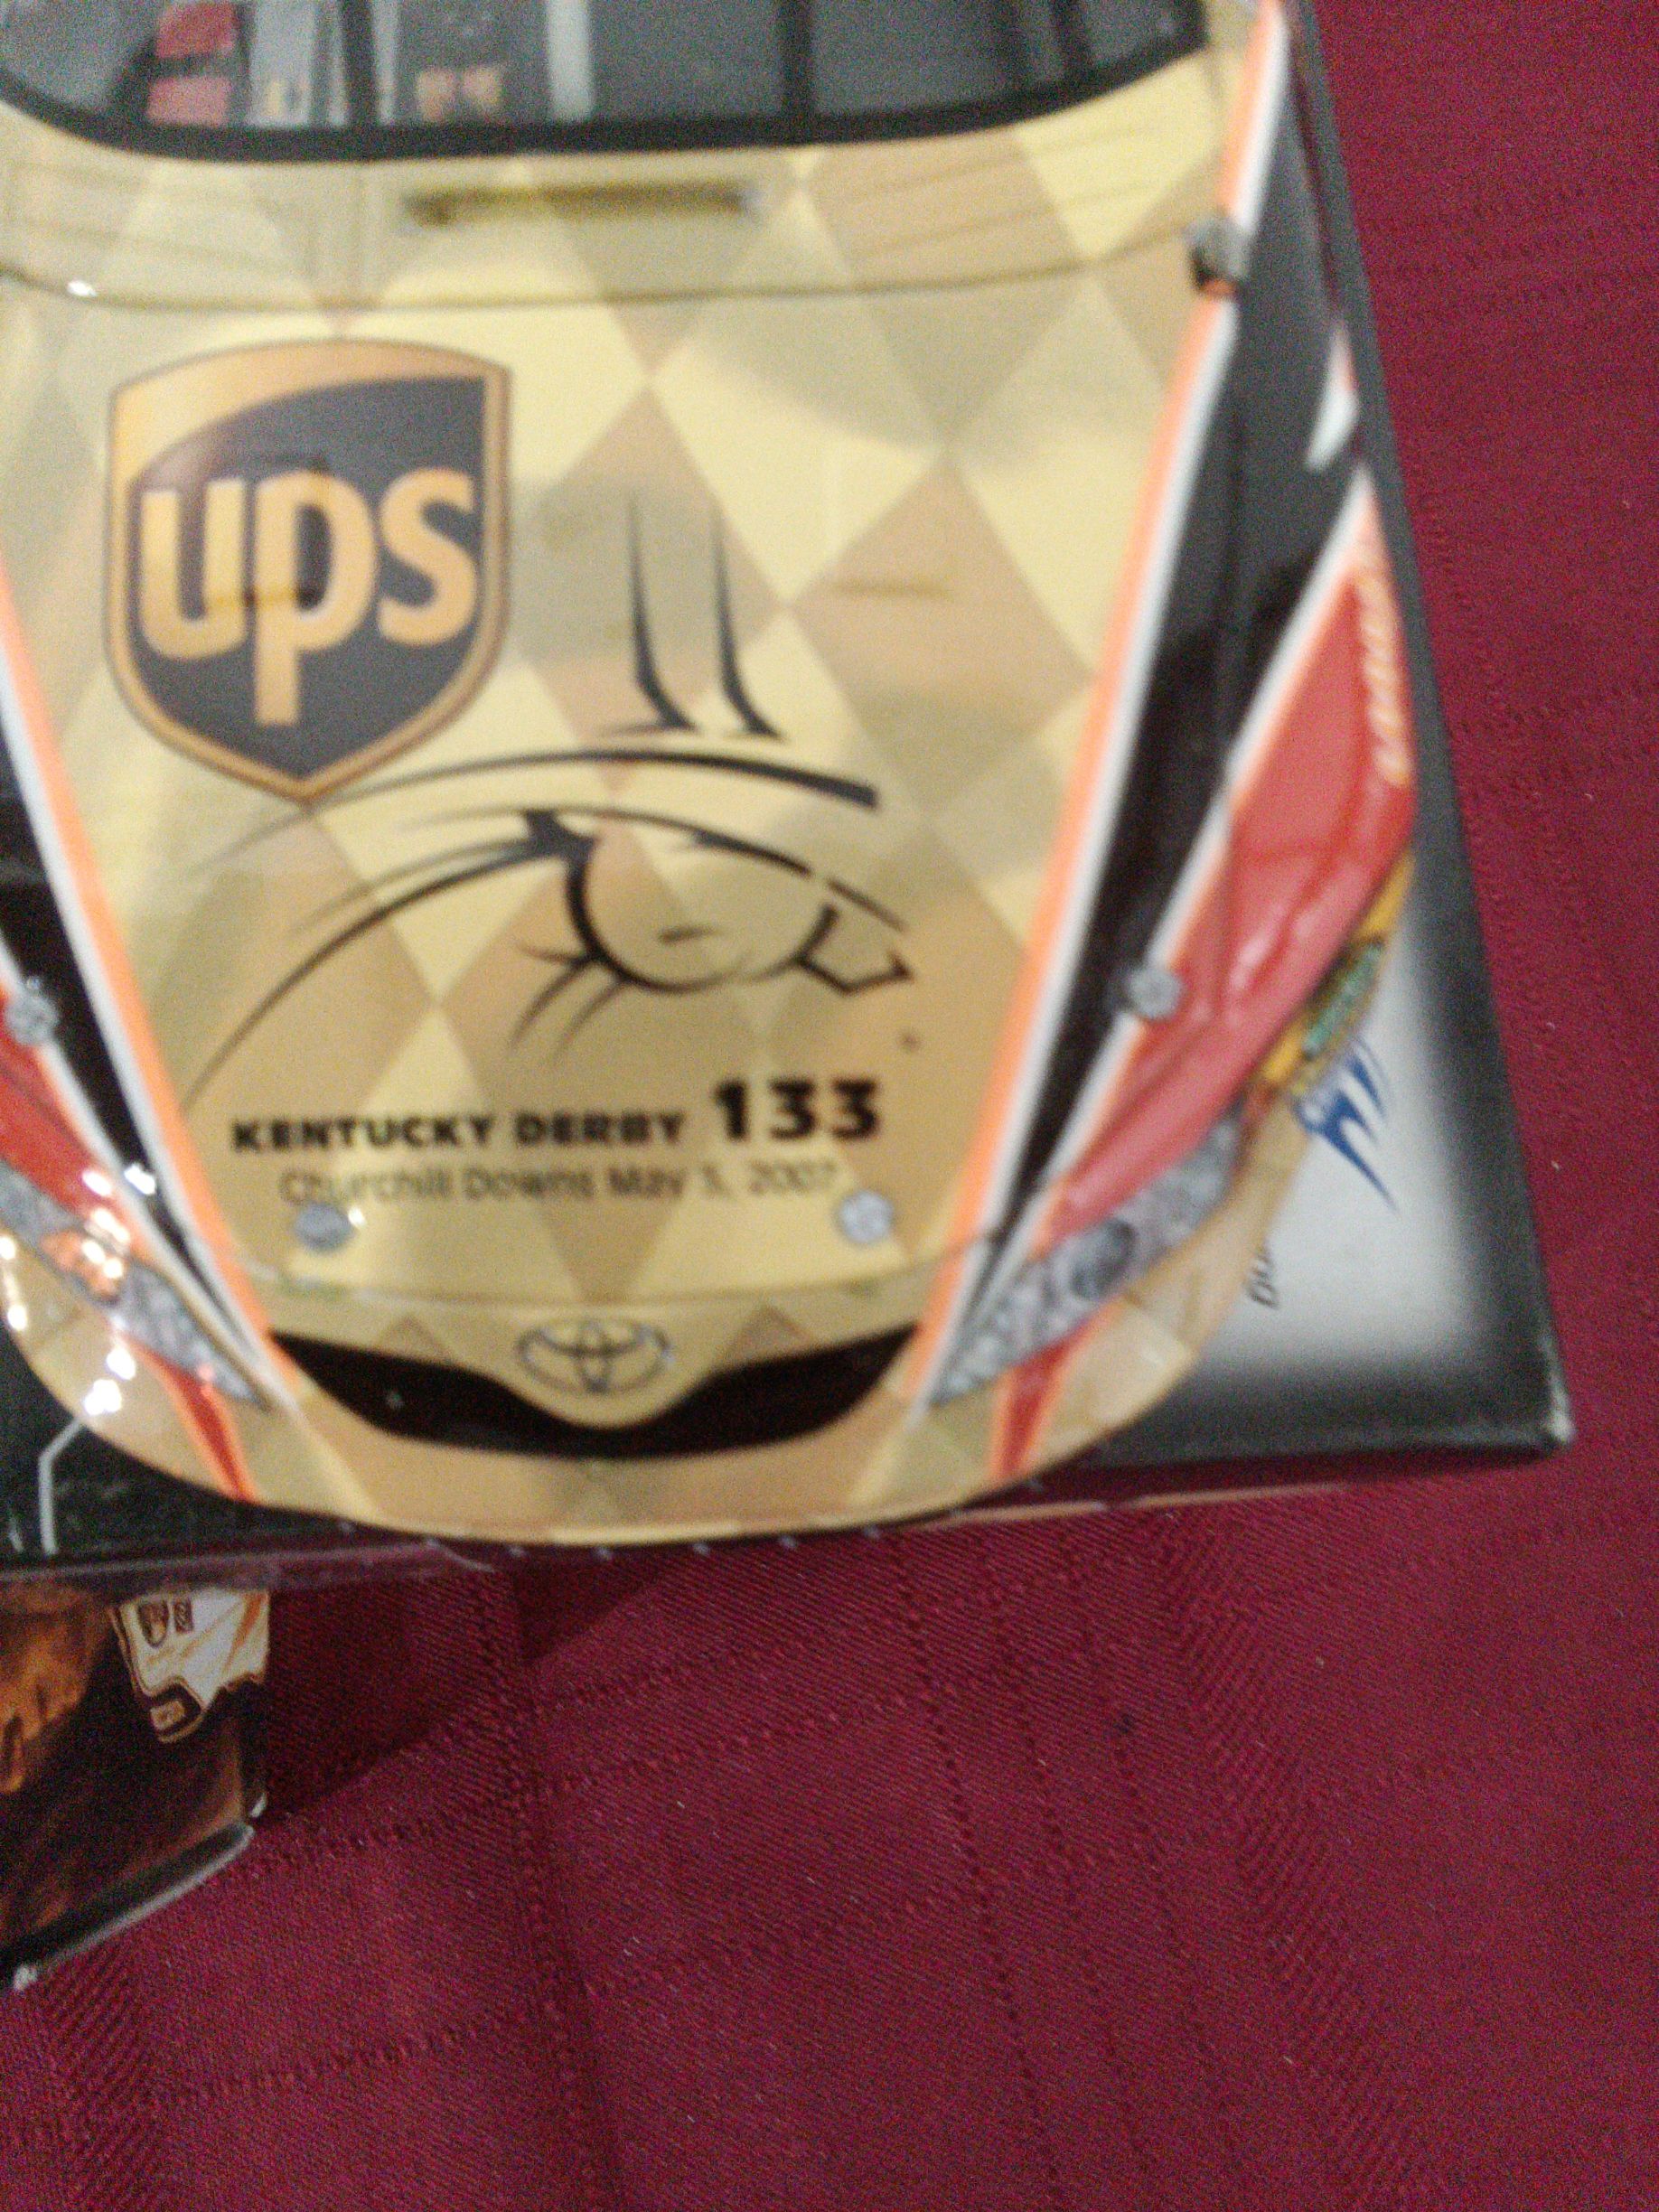 ups
KENTUCKY DERBY 133
Churchill Downs May 5, 2007